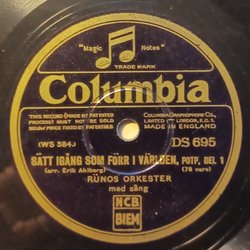 "Magic Notes"
TRADE MARK
Columbia
THIS RECORD (MADE BY PATENTED PROCESS) MUST NOT BE SOLD BELOW PRICE FIXED BY PATENTEES
COLUMBIA GRAPHOPHONE CO., LIMITED LONDON, E.C.1.
MADE IN ENGLAND
(WS 384)
DS 695
SÄTT IGÅNG SOM FÖRR I VÄRLDEN, POTP, DEL 1
(arr. Erik Ahlberg) (78 varv)
RÜNOS ORKESTER
med sång
NCB
BIEM